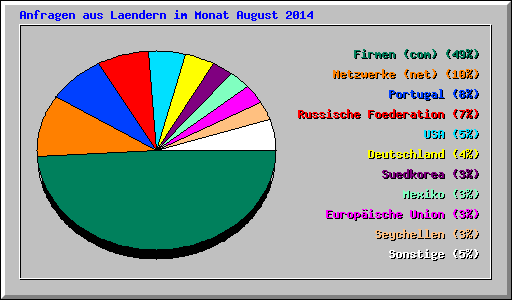 Anfragen aus Laendern im Monat August 2014
Firmen (com) (49%)
Netzwerke (net) (10%)
Portugal (8%)
Russische Foederation (7%)
USA (5%)
Deutschland (4%)
Suedkorea (3%)
Mexiko (3%)
Europäische Union (3%)
Seychellen (3%)
Sonstige (5%)